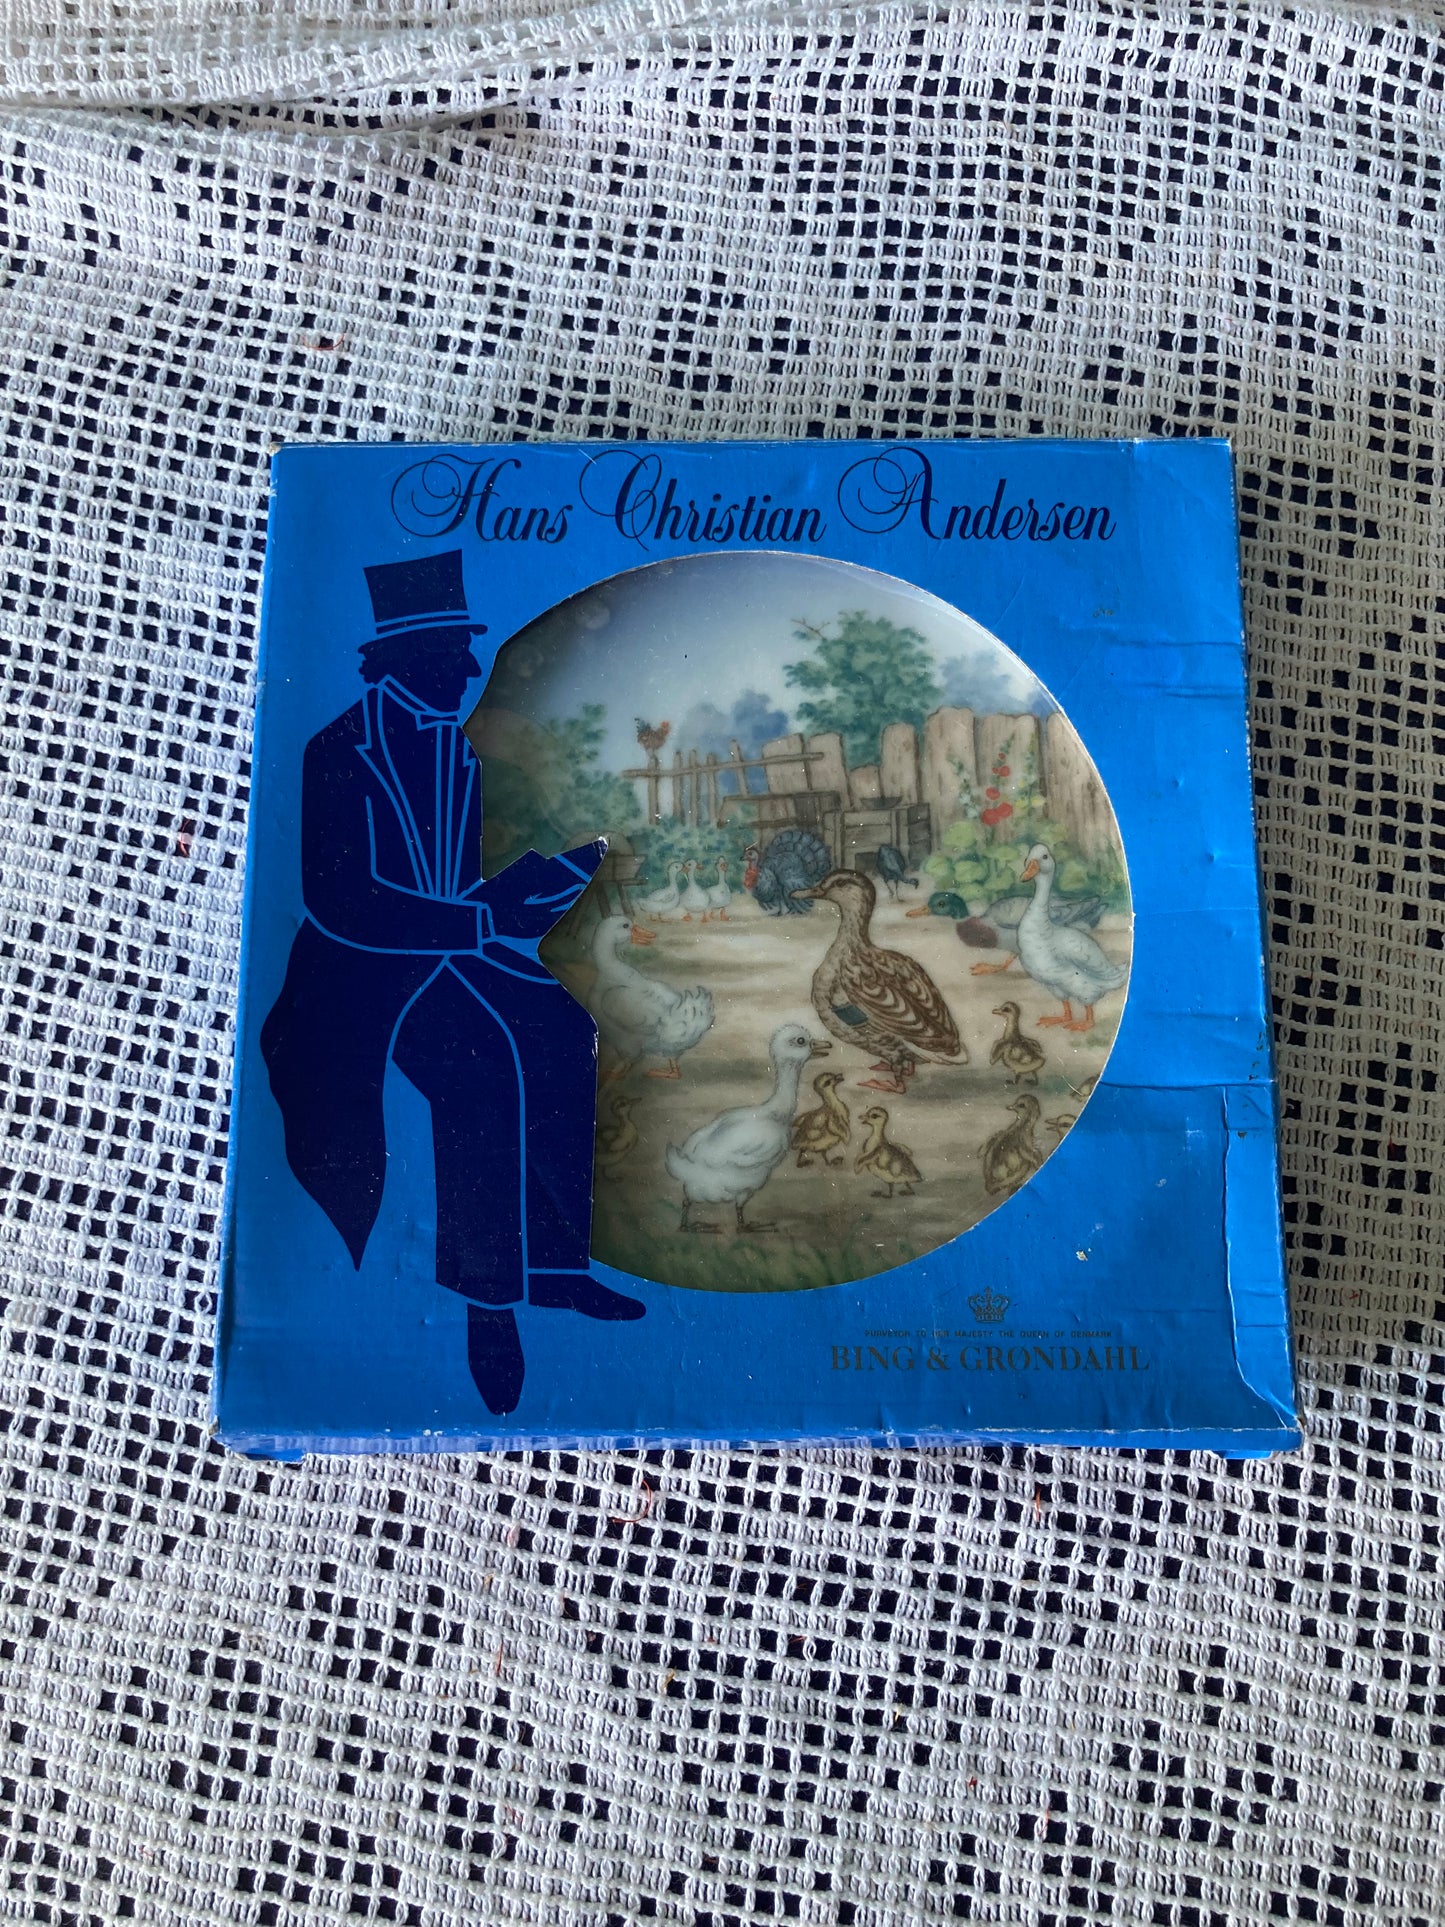 Hans Christian Andersen
PURVEYOR TO HER MAJESTY THE QUEEN OF DENMARK
BING & GRØNDAHL